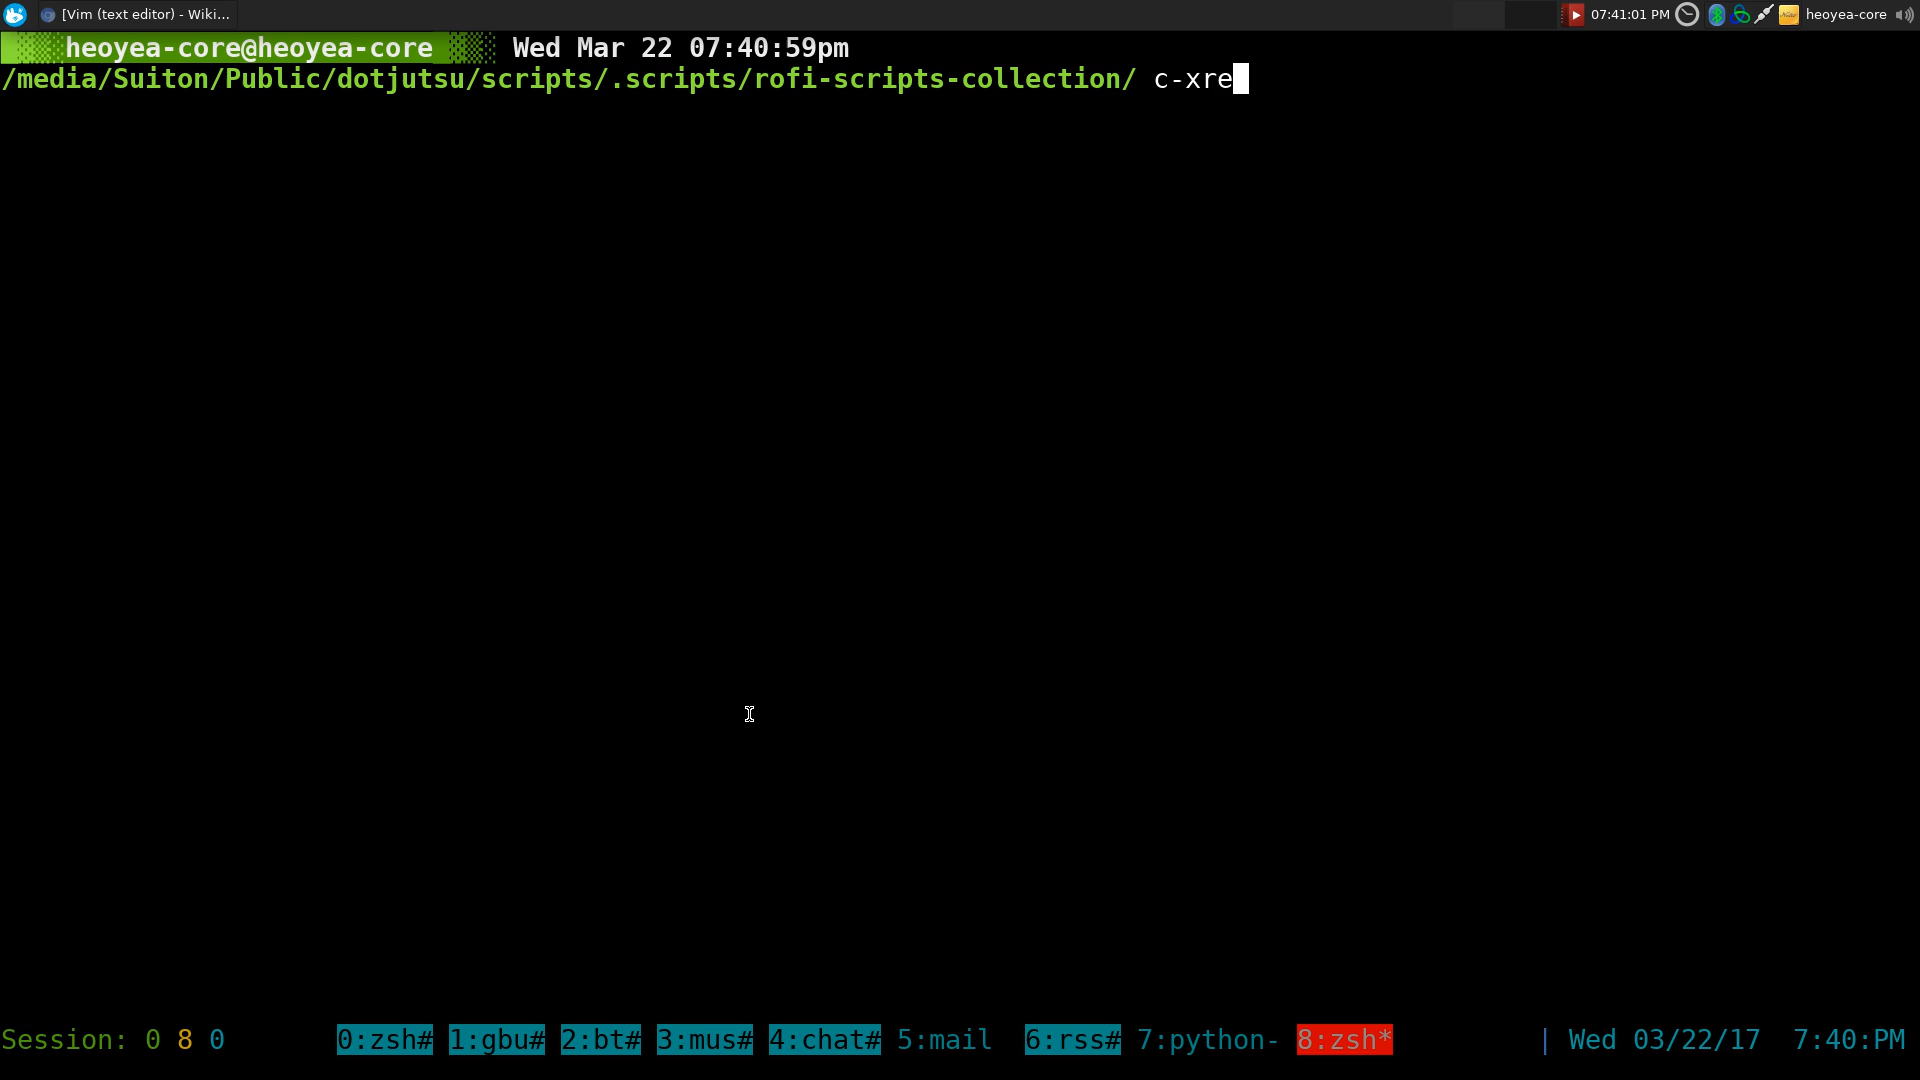 [Vim (text editor) - Wiki... 07:41:01 PM heoyea-core
heoyea-core@heoyea-core Wed Mar 22 07:40:59pm
/media/Suiton/Public/dotjutsu/scripts/.scripts/rofi-scripts-collection/ c-xre
Session: 0 8 0 0:zsh# 1:gbu# 2:bt# 3:mus# 4:chat# 5:mail 6:rss# 7:python- 8:zsh* | Wed 03/22/17 7:40:PM